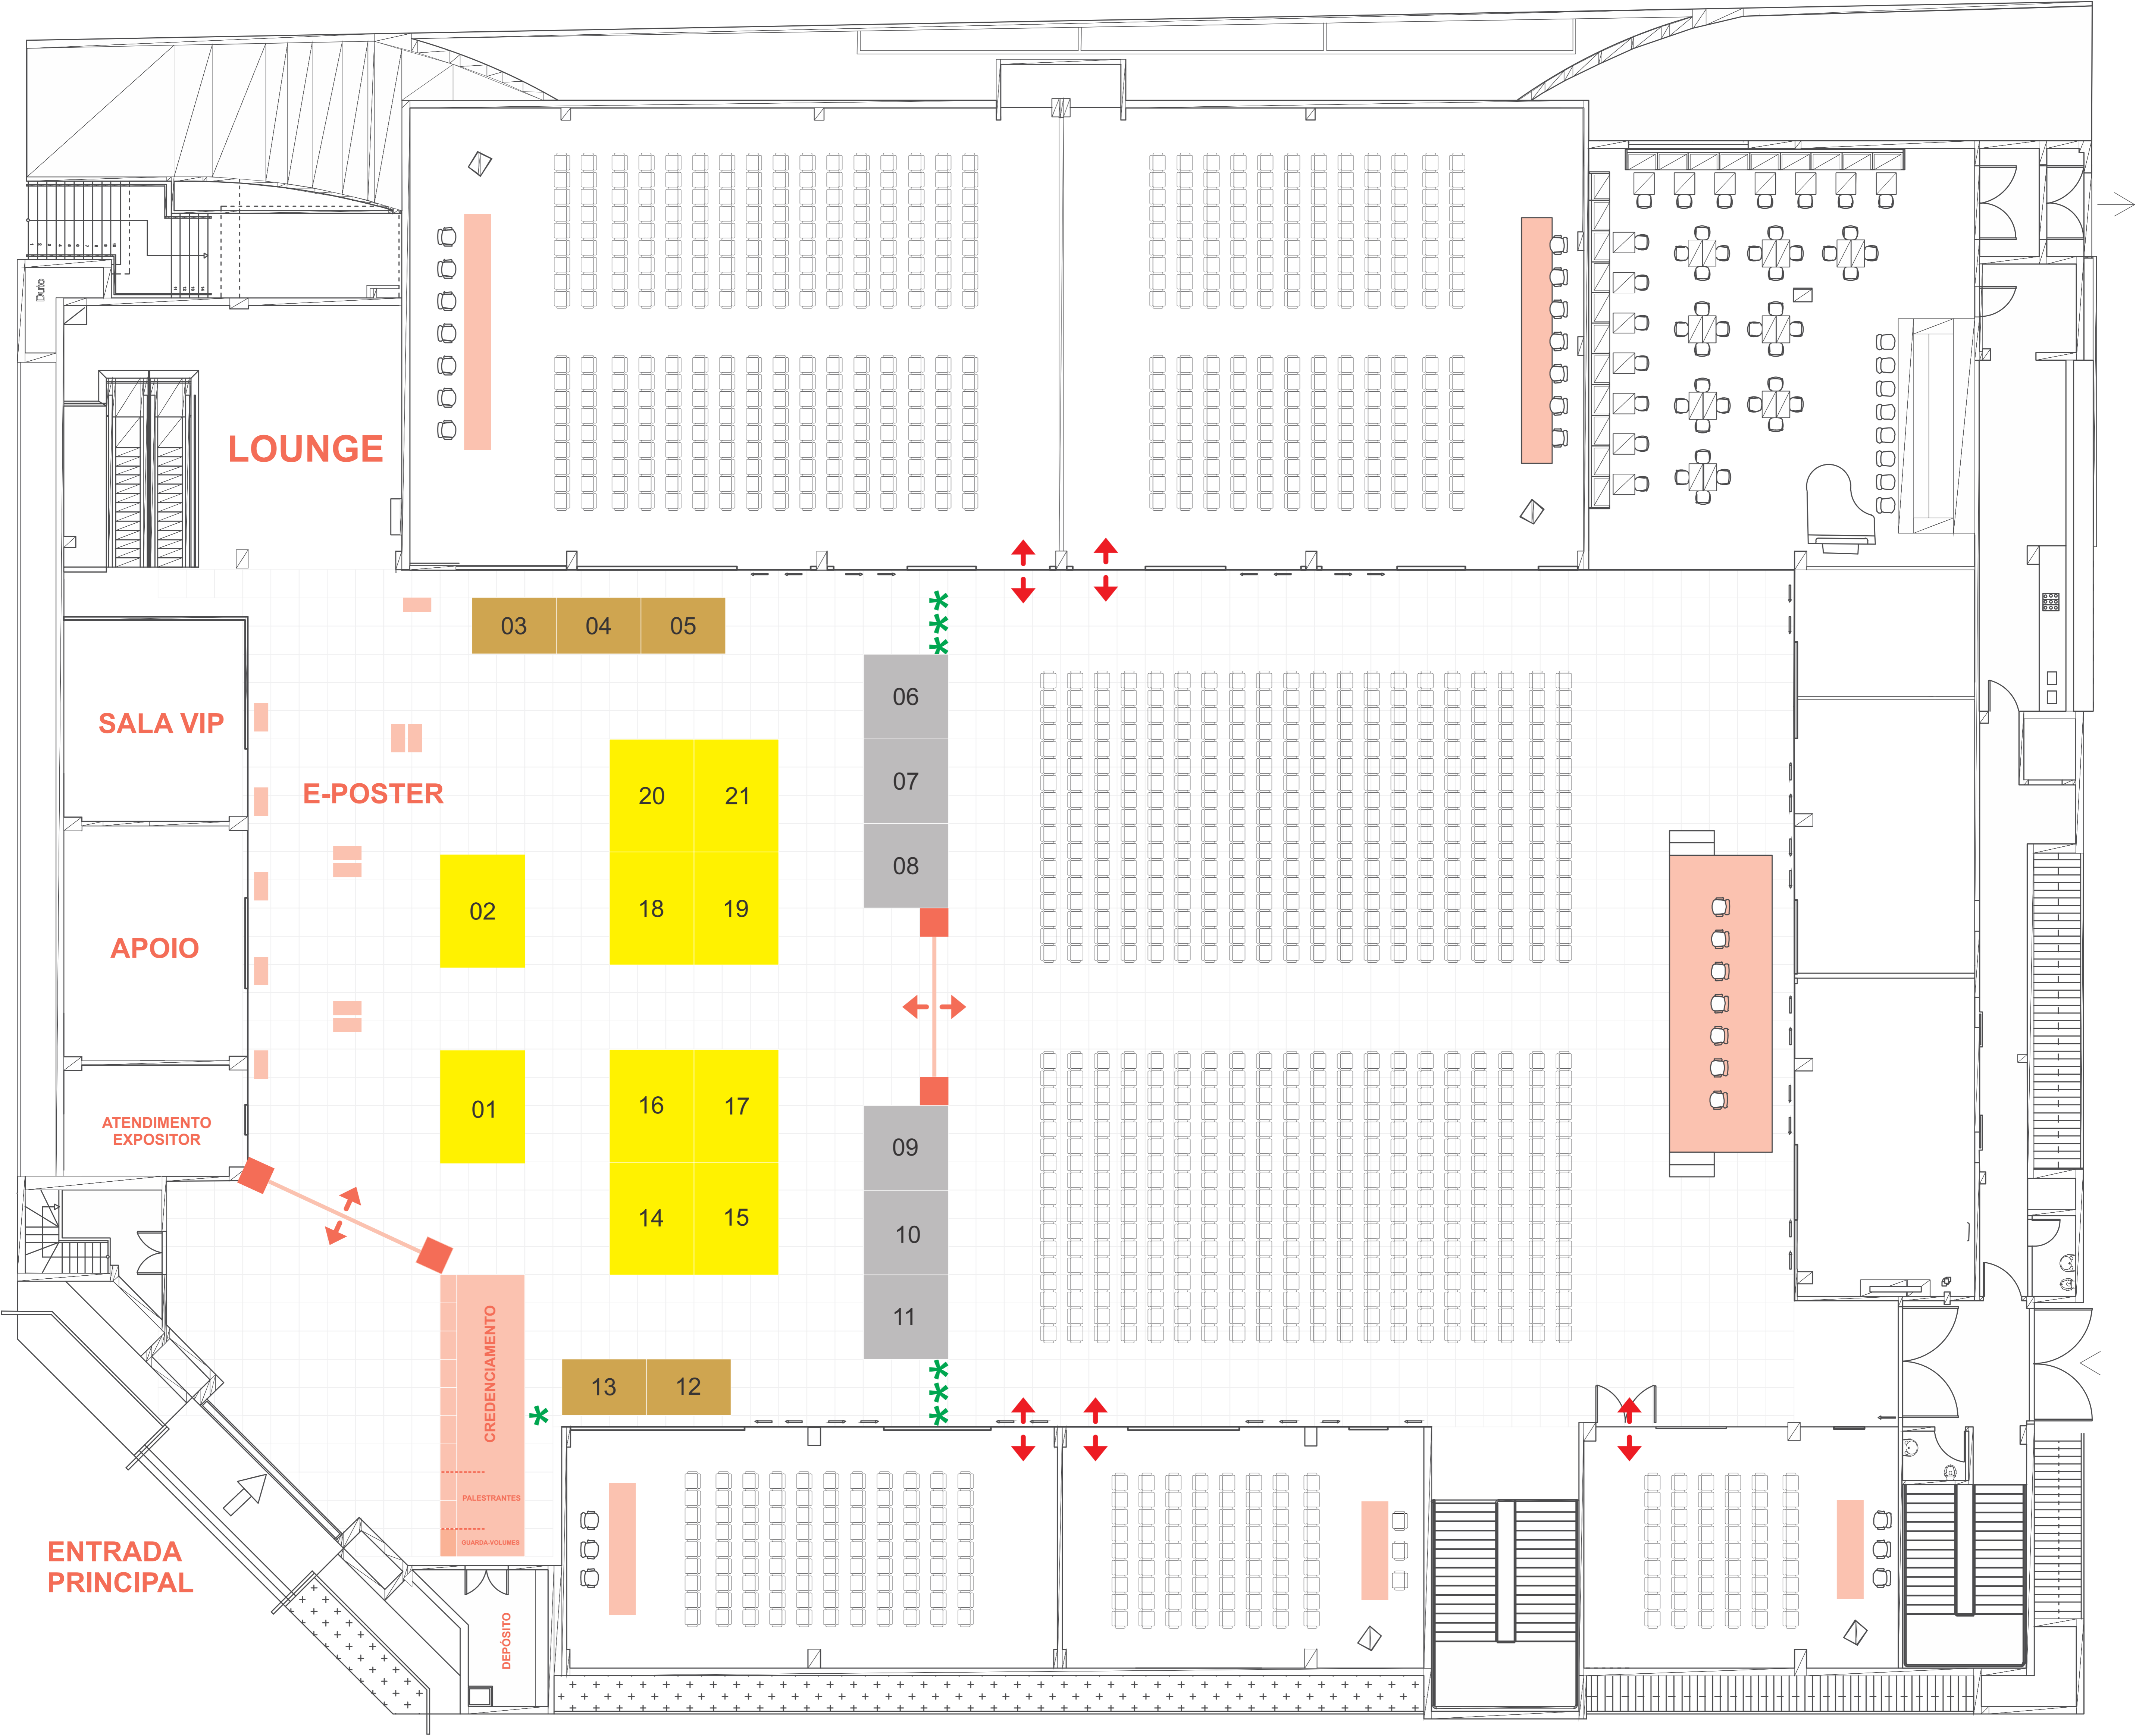 Duto
LOUNGE
03 04 05
06
SALA VIP
07
E-POSTER
20 21
08
02
18 19
APOIO
01
16 17
ATENDIMENTO
EXPOSITOR
09
14 15
10
11
CREDENCIAMENTO
13 12
PALESTRANTES
GUARDA-VOLUMES
ENTRADA
PRINCIPAL
DEPÓSITO